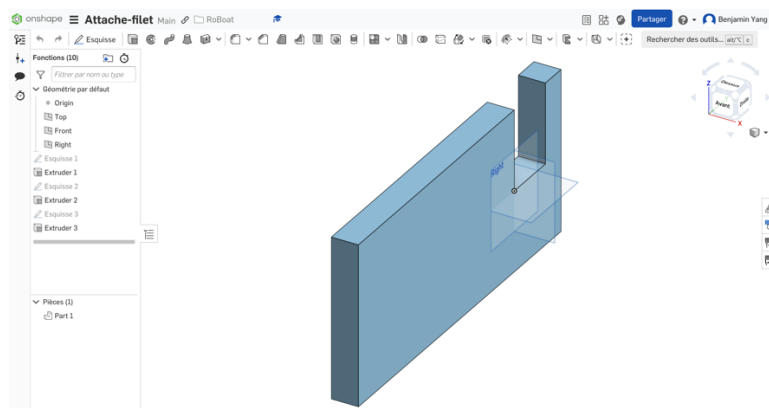 onshape Attache-filet Main RoBoat Partager Benjamin Yang
Esquisse Rechercher des outils... alt/⌥ c
Fonctions (10)
Filtrer par nom ou type
Géométrie par défaut
Origin
Top
Front
Right
Esquisse 1
Extruder 1
Esquisse 2
Extruder 2
Esquisse 3
Extruder 3
Pièces (1)
Part 1
Right
Z
Dessus
Avant
Droite
X